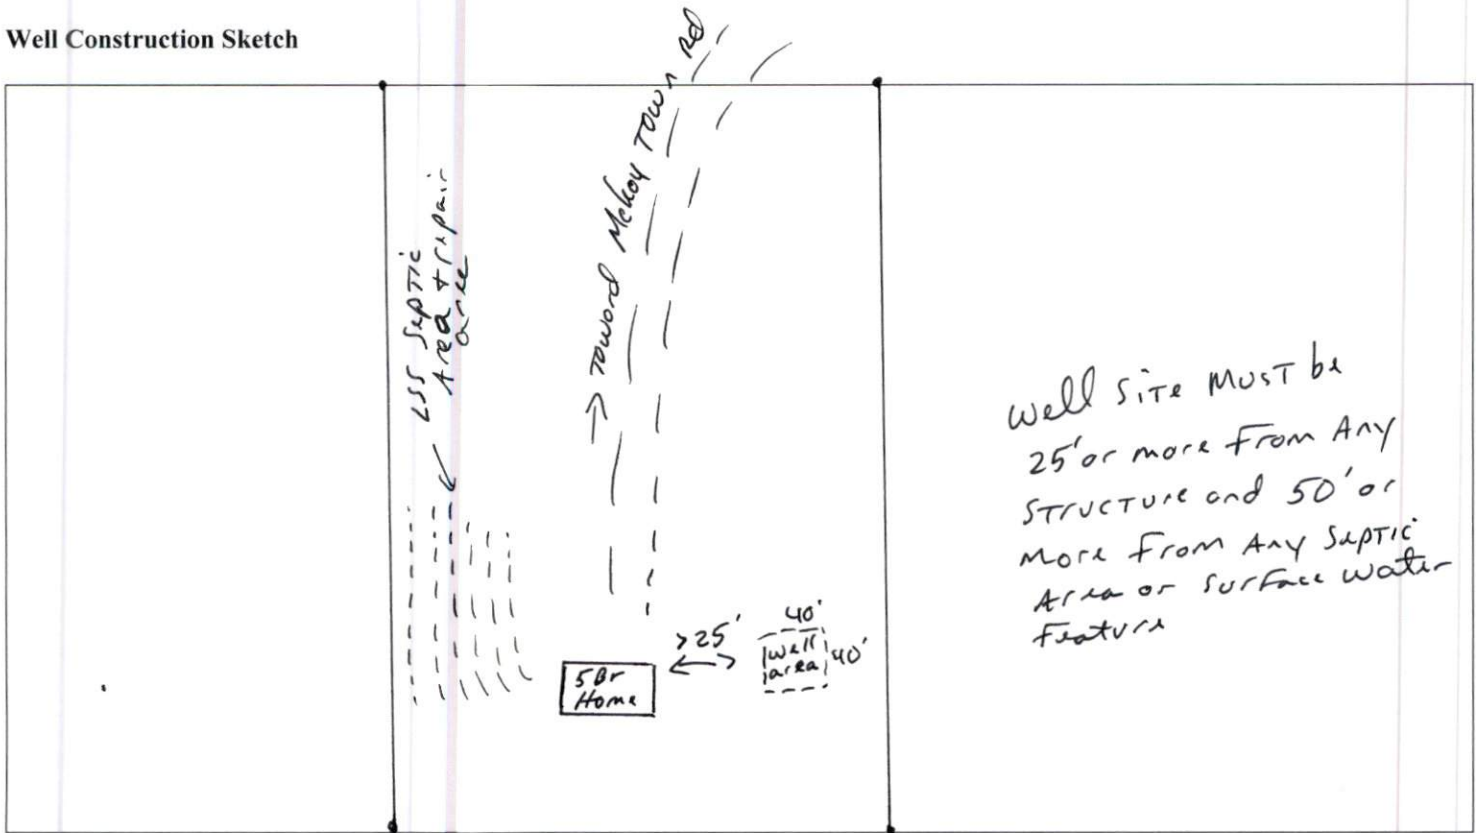 Well Construction Sketch
→ Toward McKoy Town Rd
LSS Septic
Area + repair
area
>25'
40'
well
area
40'
5 Br
Home
Well Site Must be
25' or more From Any
Structure and 50' or
More From Any Septic
Area or Surface Water
Feature